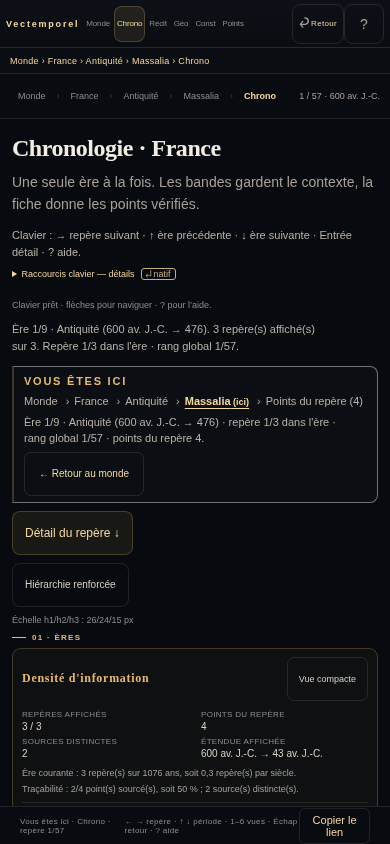 Vectemporel Monde Chrono Récit Géo Const Points Retour ?
Monde › France › Antiquité › Massalia › Chrono
Monde › France › Antiquité › Massalia › Chrono 1 / 57 · 600 av. J.-C.
Chronologie · France
Une seule ère à la fois. Les bandes gardent le contexte, la
fiche donne les points vérifiés.
Clavier : → repère suivant · ↑ ère précédente · ↓ ère suivante · Entrée
détail · ? aide.
Raccourcis clavier — détails ⏎ natif
Clavier prêt · flèches pour naviguer · ? pour l'aide.
Ère 1/9 · Antiquité (600 av. J.-C. → 476). 3 repère(s) affiché(s)
sur 3. Repère 1/3 dans l'ère · rang global 1/57.
VOUS ÊTES ICI
Monde › France › Antiquité › Massalia (ici) › Points du repère (4)
Ère 1/9 · Antiquité (600 av. J.-C. → 476) · repère 1/3 dans l'ère ·
rang global 1/57 · points du repère 4.
← Retour au monde
Détail du repère ↓
Hiérarchie renforcée
Échelle h1/h2/h3 : 26/24/15 px
01 · ÈRES
Densité d'information
Vue compacte
REPÈRES AFFICHÉS POINTS DU REPÈRE
3 / 3 4
SOURCES DISTINCTES ÉTENDUE AFFICHÉE
2 600 av. J.-C. → 43 av. J.-C.
Ère courante : 3 repère(s) sur 1076 ans, soit 0,3 repère(s) par siècle.
Traçabilité : 2/4 point(s) sourcé(s), soit 50 % ; 2 source(s) distincte(s).
Vous êtes ici · Chrono ·
repère 1/57
← → repère · ↑ ↓ période · 1–6 vues · Échap
retour · ? aide
Copier le
lien